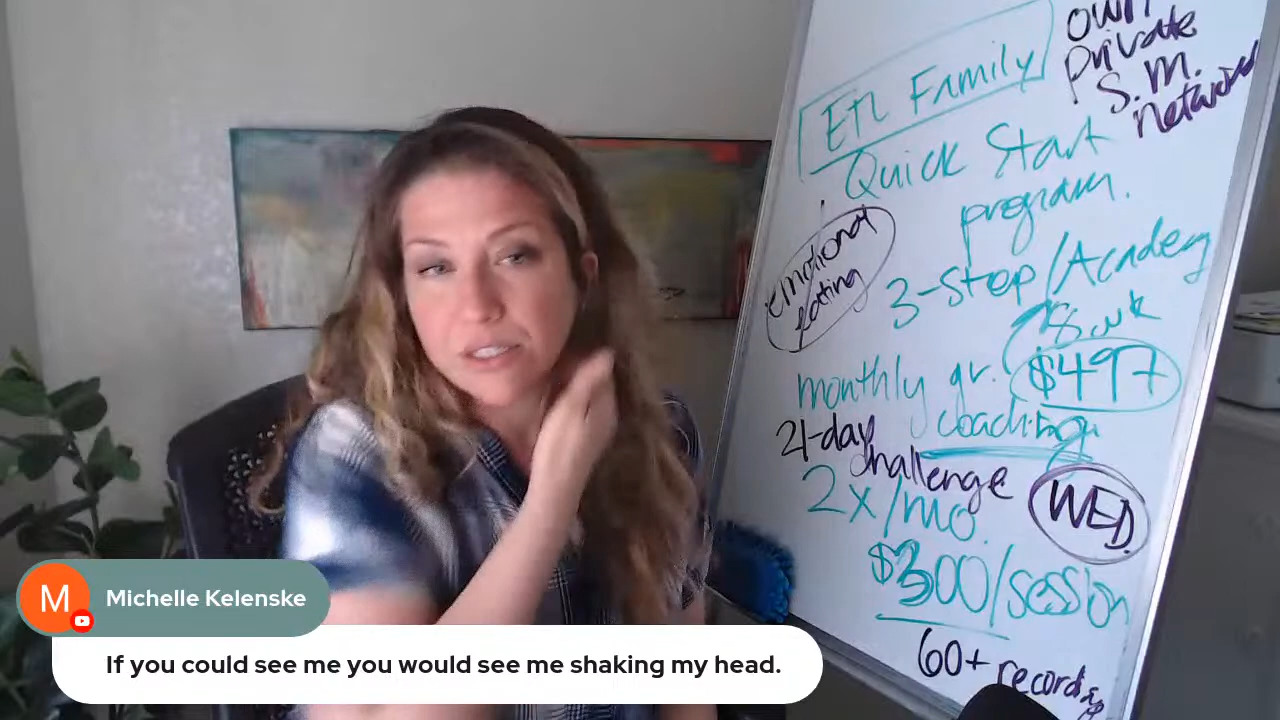 own
private
S.M.
network
ETL Family
Quick Start
program.
emotional
eating
3-step/Academy
8 wk
$497
monthly gr.
coaching
21-day
challenge
2x/mo.
WED.
$300/session
60+ recordings
M
Michelle Kelenske
If you could see me you would see me shaking my head.